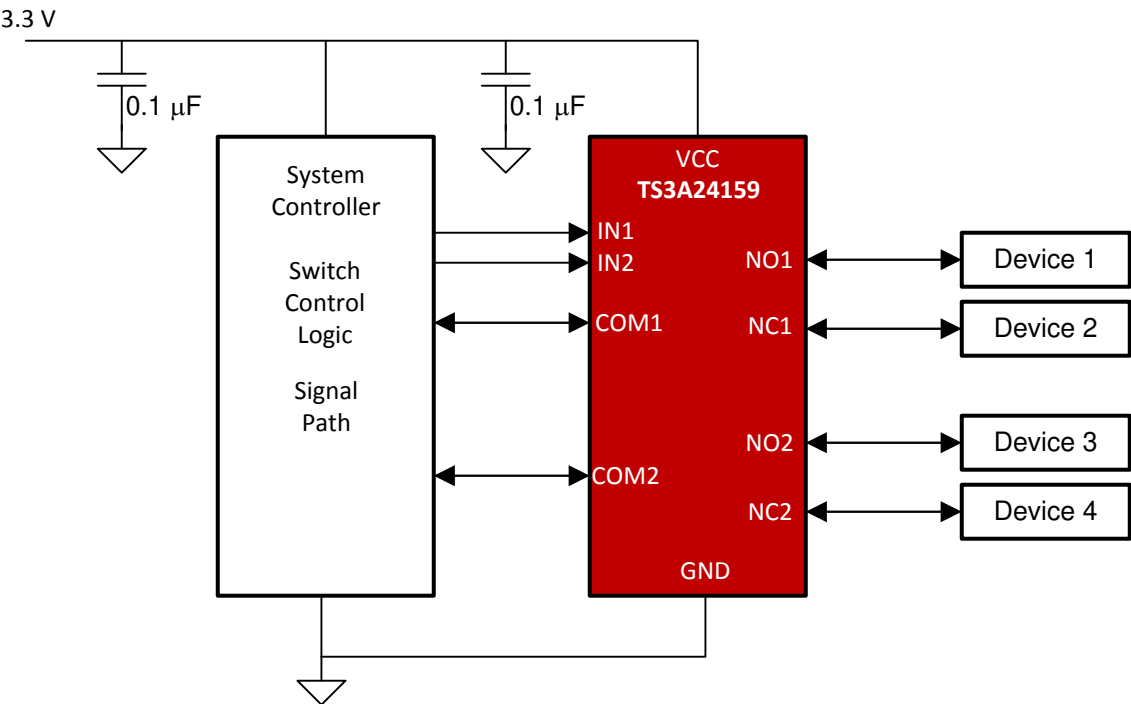 3.3 V
0.1 μF
0.1 μF
System
Controller
Switch
Control
Logic
Signal
Path
VCC
TS3A24159
IN1
IN2
COM1
COM2
NO1
NC1
NO2
NC2
GND
Device 1
Device 2
Device 3
Device 4